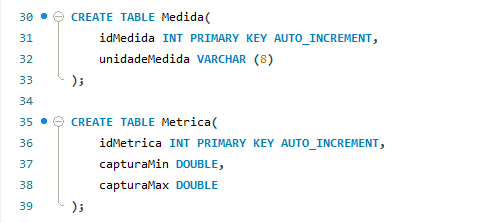 30 CREATE TABLE Medida(
31 idMedida INT PRIMARY KEY AUTO_INCREMENT,
32 unidadeMedida VARCHAR (8)
33 );
34
35 CREATE TABLE Metrica(
36 idMetrica INT PRIMARY KEY AUTO_INCREMENT,
37 capturaMin DOUBLE,
38 capturaMax DOUBLE
39 );